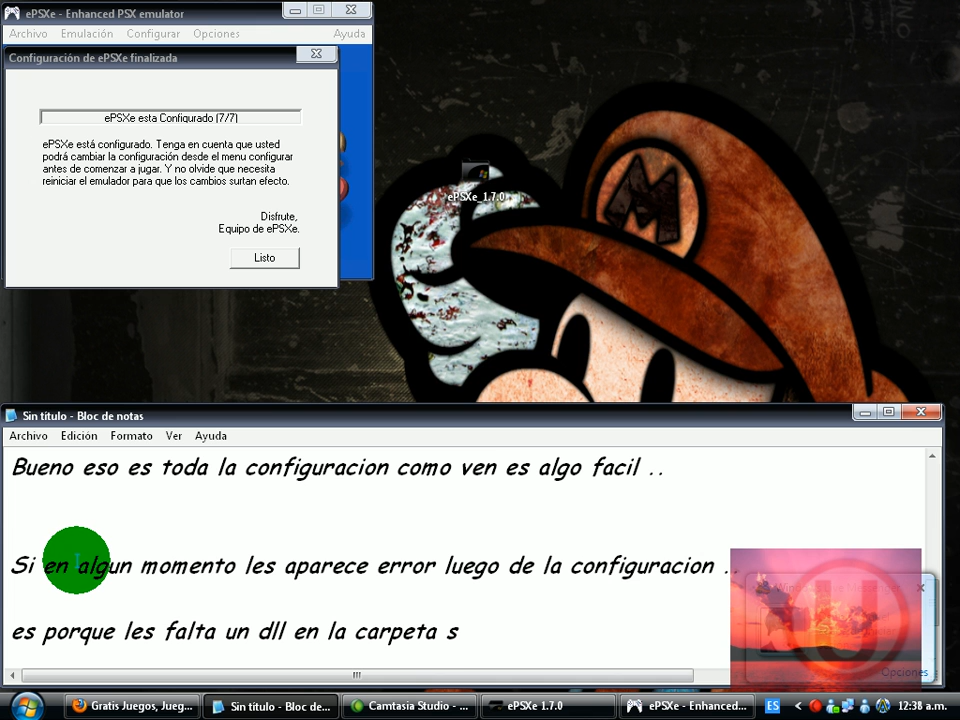 ePSXe - Enhanced PSX emulator
Archivo Emulación Configurar Opciones Ayuda
Configuración de ePSXe finalizada
ePSXe esta Configurado (7/7)
ePSXe está configurado. Tenga en cuenta que usted
podrá cambiar la configuración desde el menu configurar
antes de comenzar a jugar. Y no olvide que necesita
reiniciar el emulador para que los cambios surtan efecto.
Disfrute,
Equipo de ePSXe.
Listo
ePSXe_1.7.0
M
Sin título - Bloc de notas
Archivo Edición Formato Ver Ayuda
Bueno eso es toda la configuracion como ven es algo facil ..
Si en algun momento les aparece error luego de la configuracion ..
es porque les falta un dll en la carpeta s
Opciones
Gratis Juegos, Jueg... Sin título - Bloc de... Camtasia Studio - ... ePSXe 1.7.0 ePSXe - Enhanced... ES 12:38 a.m.